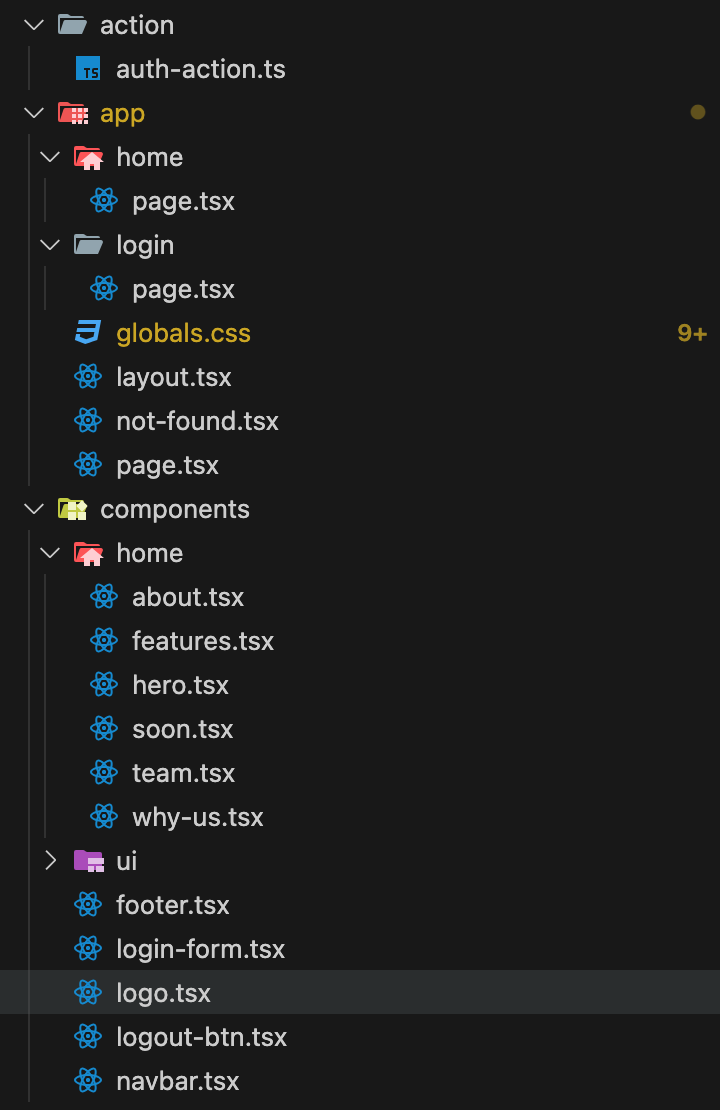 action
TS auth-action.ts
app
home
page.tsx
login
page.tsx
globals.css 9+
layout.tsx
not-found.tsx
page.tsx
components
home
about.tsx
features.tsx
hero.tsx
soon.tsx
team.tsx
why-us.tsx
ui
footer.tsx
login-form.tsx
logo.tsx
logout-btn.tsx
navbar.tsx